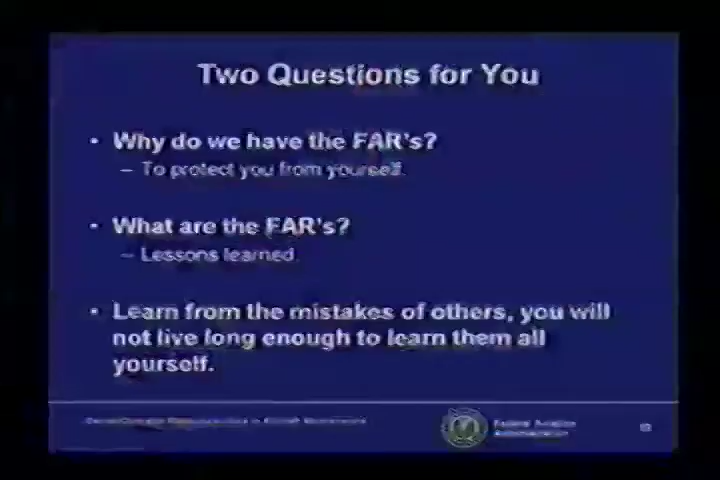 Two Questions for You
• Why do we have the FAR's?
– To protect you from yourself.
• What are the FAR's?
– Lessons learned
• Learn from the mistakes of others, you will
not live long enough to learn them all
yourself.
Federal Aviation
Administration